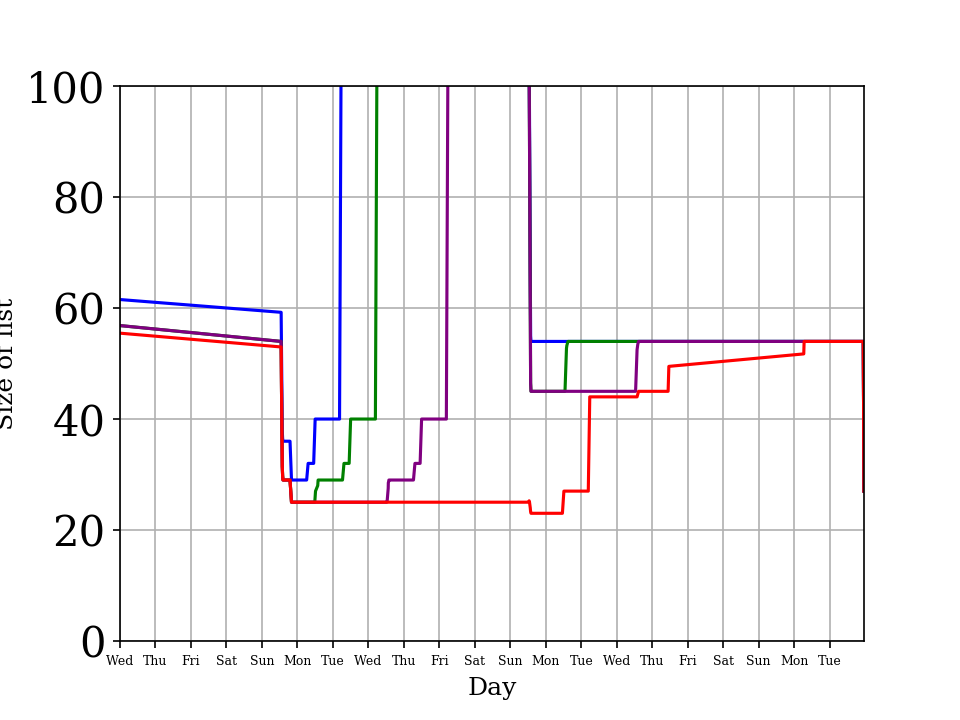 100
80
60
40
20
0
Size of list
Wed Thu Fri Sat Sun Mon Tue Wed Thu Fri Sat Sun Mon Tue Wed Thu Fri Sat Sun Mon Tue
Day